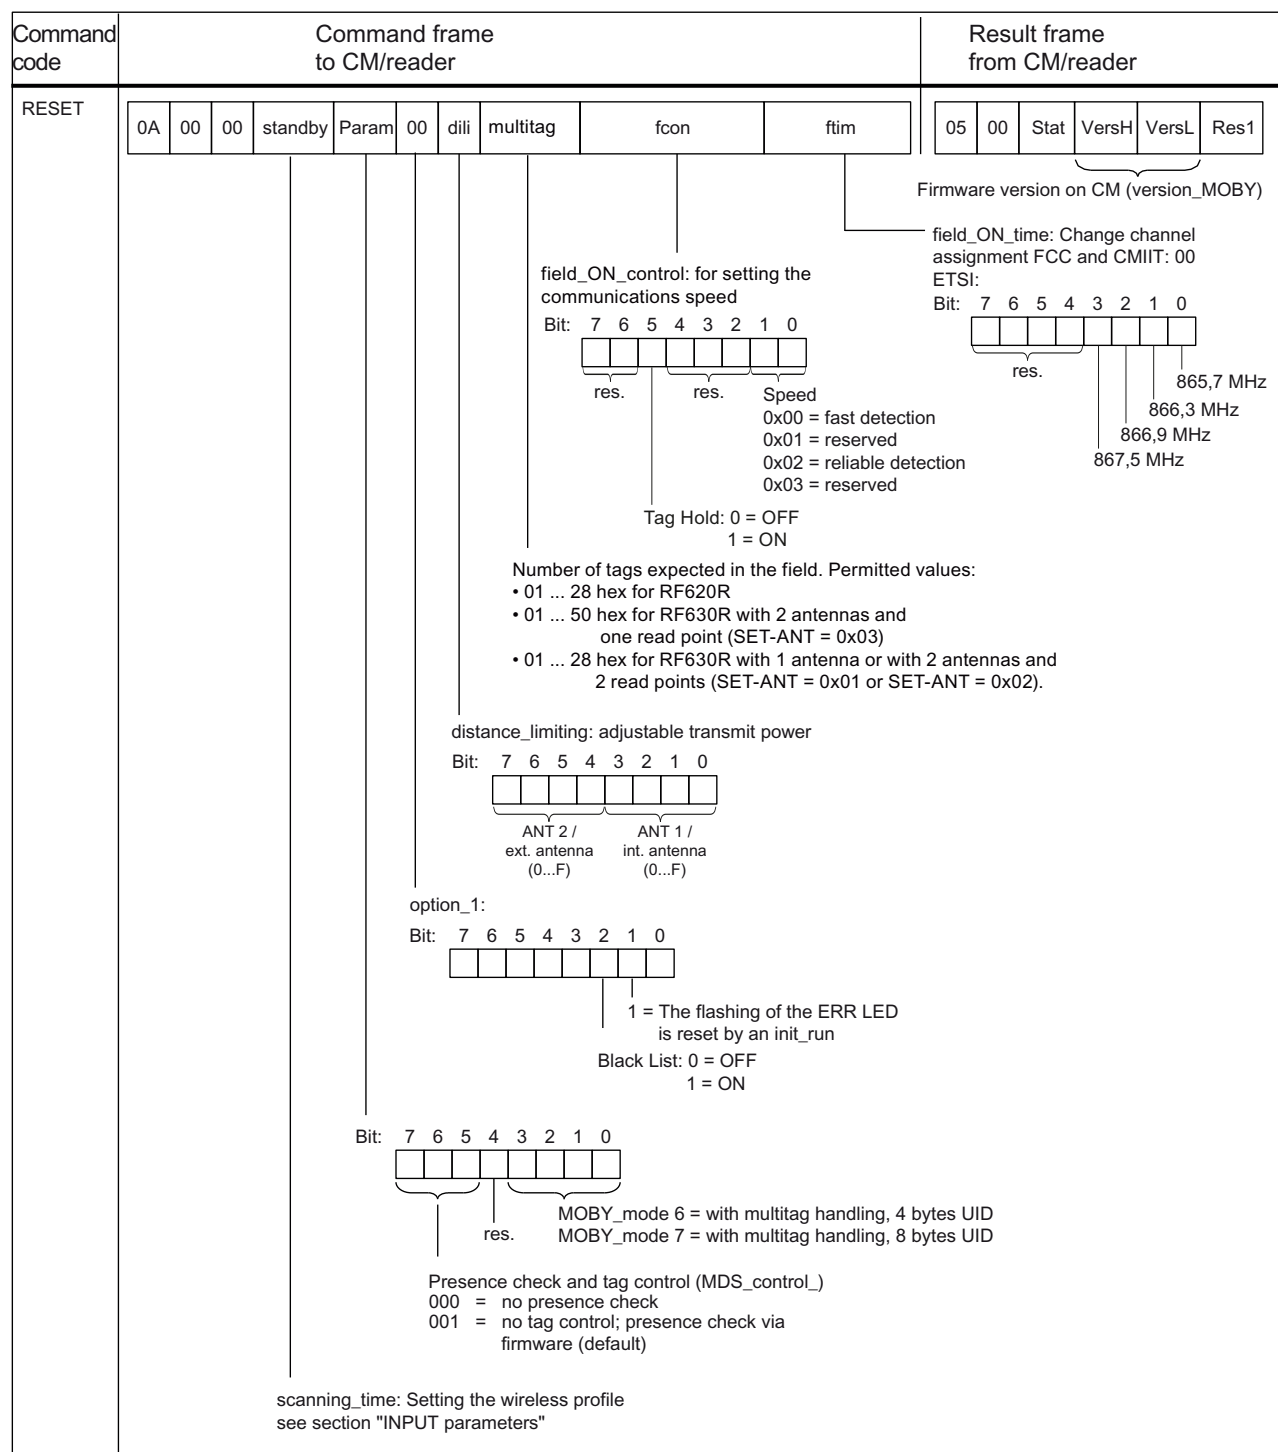 Command code
Command frame to CM/reader
Result frame from CM/reader
RESET
0A 00 00 standby Param 00 dili multitag fcon ftim
05 00 Stat VersH VersL Res1
Firmware version on CM (version_MOBY)
field_ON_time: Change channel
assignment FCC and CMIIT: 00
ETSI:
Bit: 7 6 5 4 3 2 1 0
res.
865,7 MHz
866,3 MHz
866,9 MHz
867,5 MHz
field_ON_control: for setting the
communications speed
Bit: 7 6 5 4 3 2 1 0
res. res.
Speed
0x00 = fast detection
0x01 = reserved
0x02 = reliable detection
0x03 = reserved
Tag Hold: 0 = OFF
1 = ON
Number of tags expected in the field. Permitted values:
• 01 ... 28 hex for RF620R
• 01 ... 50 hex for RF630R with 2 antennas and
one read point (SET-ANT = 0x03)
• 01 ... 28 hex for RF630R with 1 antenna or with 2 antennas and
2 read points (SET-ANT = 0x01 or SET-ANT = 0x02).
distance_limiting: adjustable transmit power
Bit: 7 6 5 4 3 2 1 0
ANT 2 / ANT 1 /
ext. antenna int. antenna
(0...F) (0...F)
option_1:
Bit: 7 6 5 4 3 2 1 0
1 = The flashing of the ERR LED
is reset by an init_run
Black List: 0 = OFF
1 = ON
Bit: 7 6 5 4 3 2 1 0
MOBY_mode 6 = with multitag handling, 4 bytes UID
res. MOBY_mode 7 = with multitag handling, 8 bytes UID
Presence check and tag control (MDS_control_)
000 = no presence check
001 = no tag control; presence check via
firmware (default)
scanning_time: Setting the wireless profile
see section "INPUT parameters"